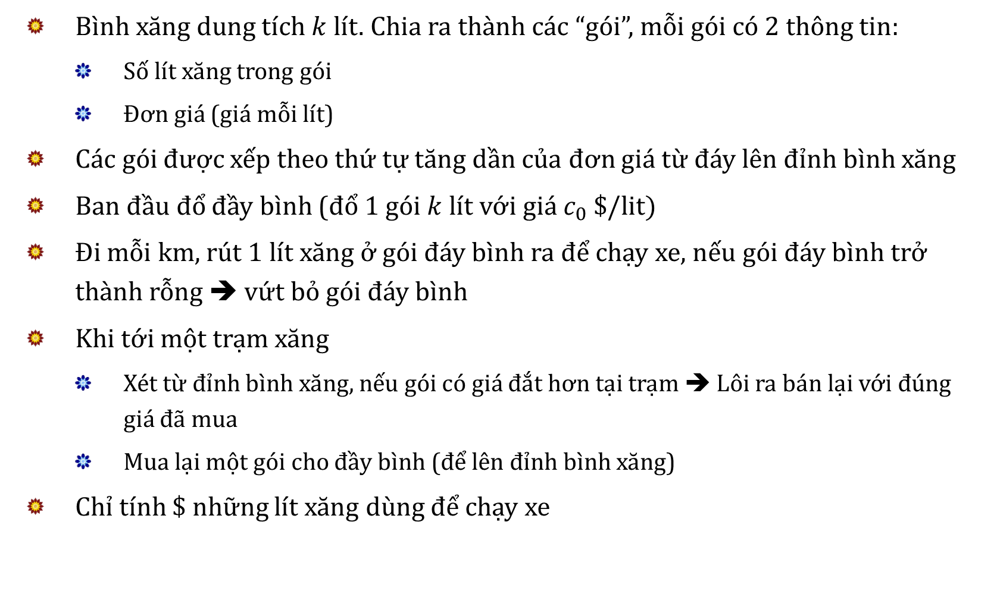 Bình xăng dung tích k lít. Chia ra thành các “gói”, mỗi gói có 2 thông tin:
Số lít xăng trong gói
Đơn giá (giá mỗi lít)
Các gói được xếp theo thứ tự tăng dần của đơn giá từ đáy lên đỉnh bình xăng
Ban đầu đổ đầy bình (đổ 1 gói k lít với giá c₀ $/lit)
Đi mỗi km, rút 1 lít xăng ở gói đáy bình ra để chạy xe, nếu gói đáy bình trở
thành rỗng 🡺 vứt bỏ gói đáy bình
Khi tới một trạm xăng
Xét từ đỉnh bình xăng, nếu gói có giá đắt hơn tại trạm 🡺 Lôi ra bán lại với đúng
giá đã mua
Mua lại một gói cho đầy bình (để lên đỉnh bình xăng)
Chỉ tính $ những lít xăng dùng để chạy xe